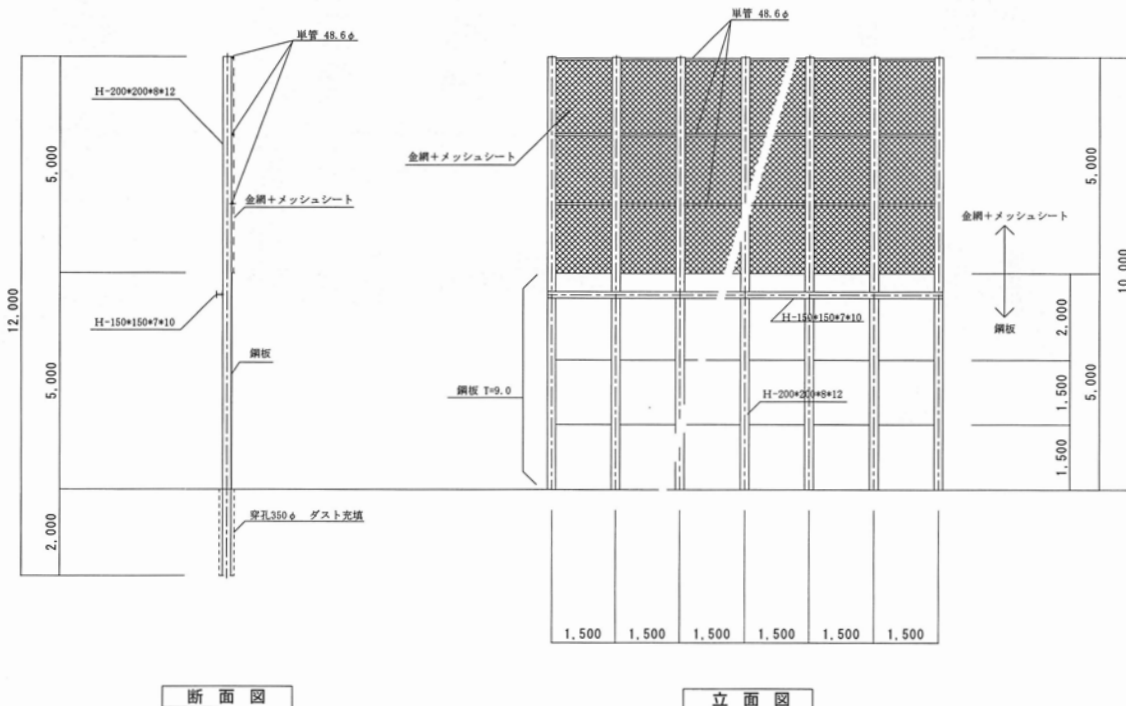 単管 48.6φ
H-200*200*8*12
5,000
金網＋メッシュシート
12,000
H-150*150*7*10
鋼板
5,000
穿孔350φ ダスト充填
2,000
断面図
単管 48.6φ
金網＋メッシュシート
5,000
金網＋メッシュシート
10,000
鋼板
H-150*150*7*10
2,000
鋼板 T=9.0
H-200*200*8*12
1,500
5,000
1,500
1,500
1,500
1,500
1,500
1,500
1,500
立面図